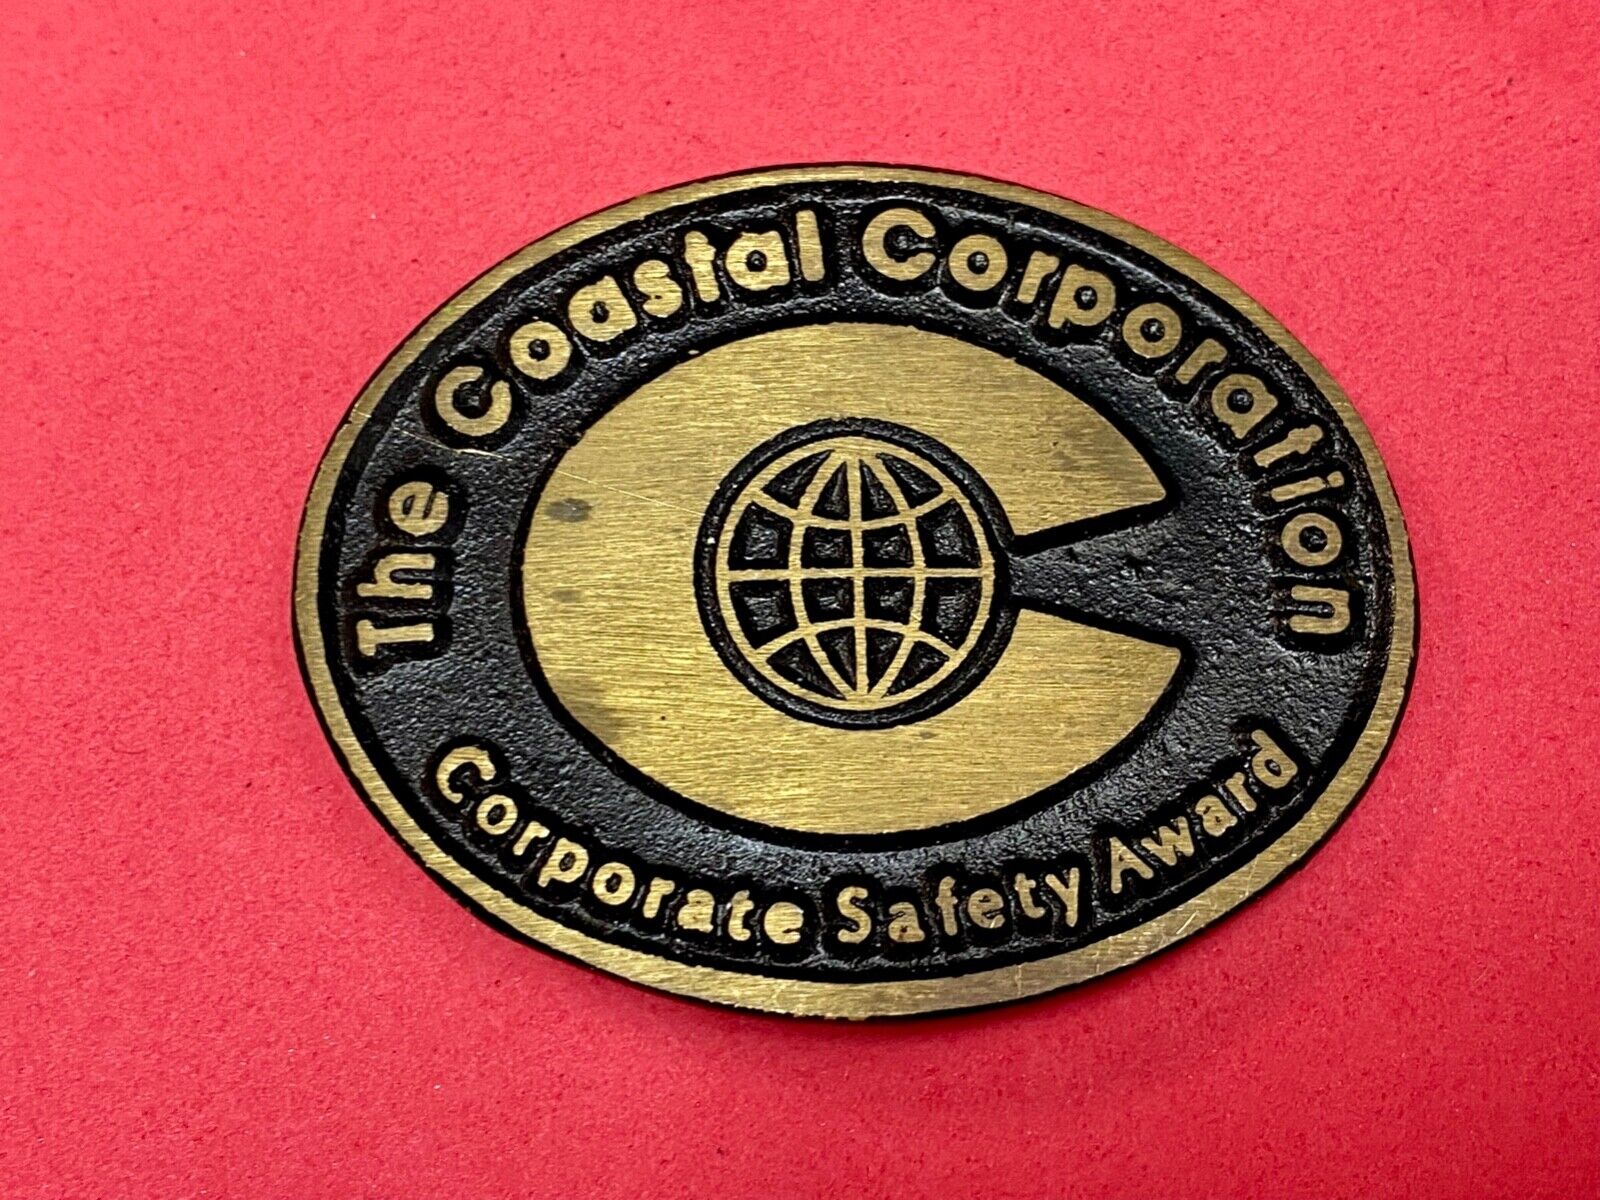 The Coastal Corporation
Corporate Safety Award